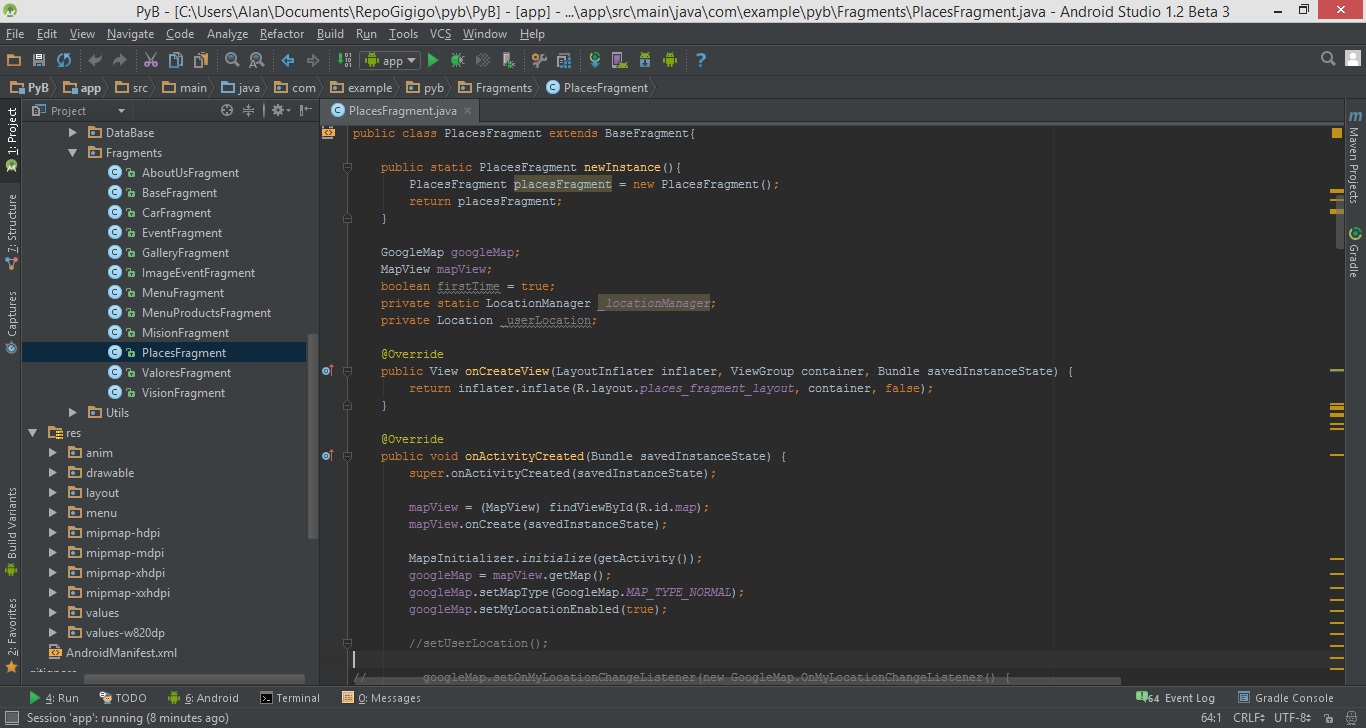 PyB - [C:\Users\Alan\Documents\RepoGigigo\pyb\PyB] - [app] - ...\app\src\main\java\com\example\pyb\Fragments\PlacesFragment.java - Android Studio 1.2 Beta 3
File Edit View Navigate Code Analyze Refactor Build Run Tools VCS Window Help
app
PyB app src main java com example pyb Fragments PlacesFragment
1: Project
7: Structure
Captures
Build Variants
2: Favorites
Project
DataBase
Fragments
AboutUsFragment
BaseFragment
CarFragment
EventFragment
GalleryFragment
ImageEventFragment
MenuFragment
MenuProductsFragment
MisionFragment
PlacesFragment
ValoresFragment
VisionFragment
Utils
res
anim
drawable
layout
menu
mipmap-hdpi
mipmap-mdpi
mipmap-xhdpi
mipmap-xxhdpi
values
values-w820dp
AndroidManifest.xml
PlacesFragment.java
public class PlacesFragment extends BaseFragment{
public static PlacesFragment newInstance(){
PlacesFragment placesFragment = new PlacesFragment();
return placesFragment;
}
GoogleMap googleMap;
MapView mapView;
boolean firstTime = true;
private static LocationManager _locationManager;
private Location _userLocation;
@Override
public View onCreateView(LayoutInflater inflater, ViewGroup container, Bundle savedInstanceState) {
return inflater.inflate(R.layout.places_fragment_layout, container, false);
}
@Override
public void onActivityCreated(Bundle savedInstanceState) {
super.onActivityCreated(savedInstanceState);
mapView = (MapView) findViewById(R.id.map);
mapView.onCreate(savedInstanceState);
MapsInitializer.initialize(getActivity());
googleMap = mapView.getMap();
googleMap.setMapType(GoogleMap.MAP_TYPE_NORMAL);
googleMap.setMyLocationEnabled(true);
//setUserLocation();
// googleMap.setOnMyLocationChangeListener(new GoogleMap.OnMyLocationChangeListener() {
m Maven Projects
Gradle
4: Run TODO 6: Android Terminal 0: Messages 64 Event Log Gradle Console
Session 'app': running (8 minutes ago) 64:1 CRLF UTF-8